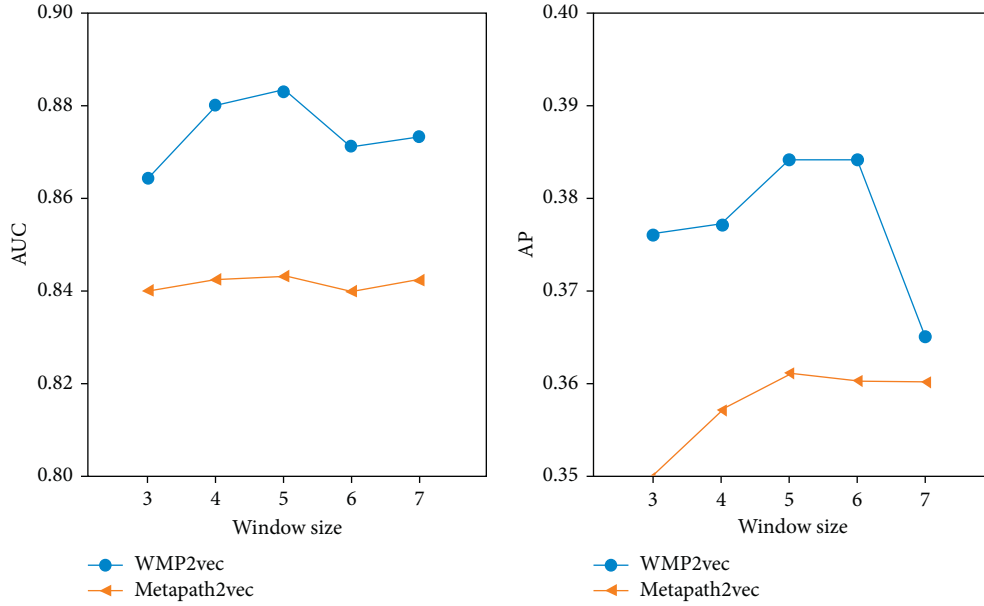 0.90
0.88
0.86
0.84
0.82
0.80
AUC
3 4 5 6 7
Window size
WMP2vec
Metapath2vec
0.40
0.39
0.38
0.37
0.36
0.35
AP
3 4 5 6 7
Window size
WMP2vec
Metapath2vec